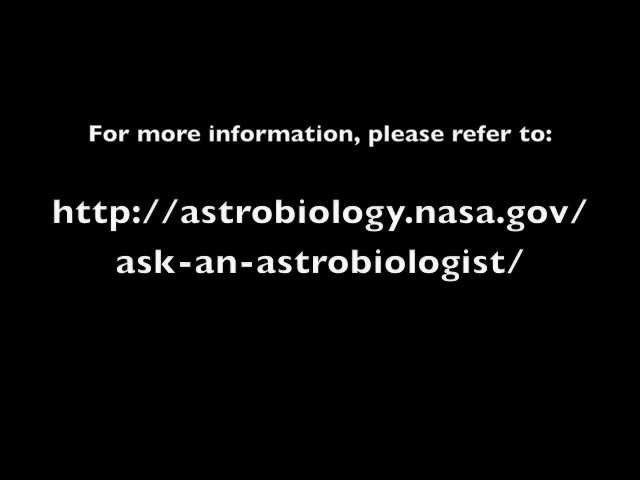 For more information, please refer to:
http://astrobiology.nasa.gov/
ask-an-astrobiologist/